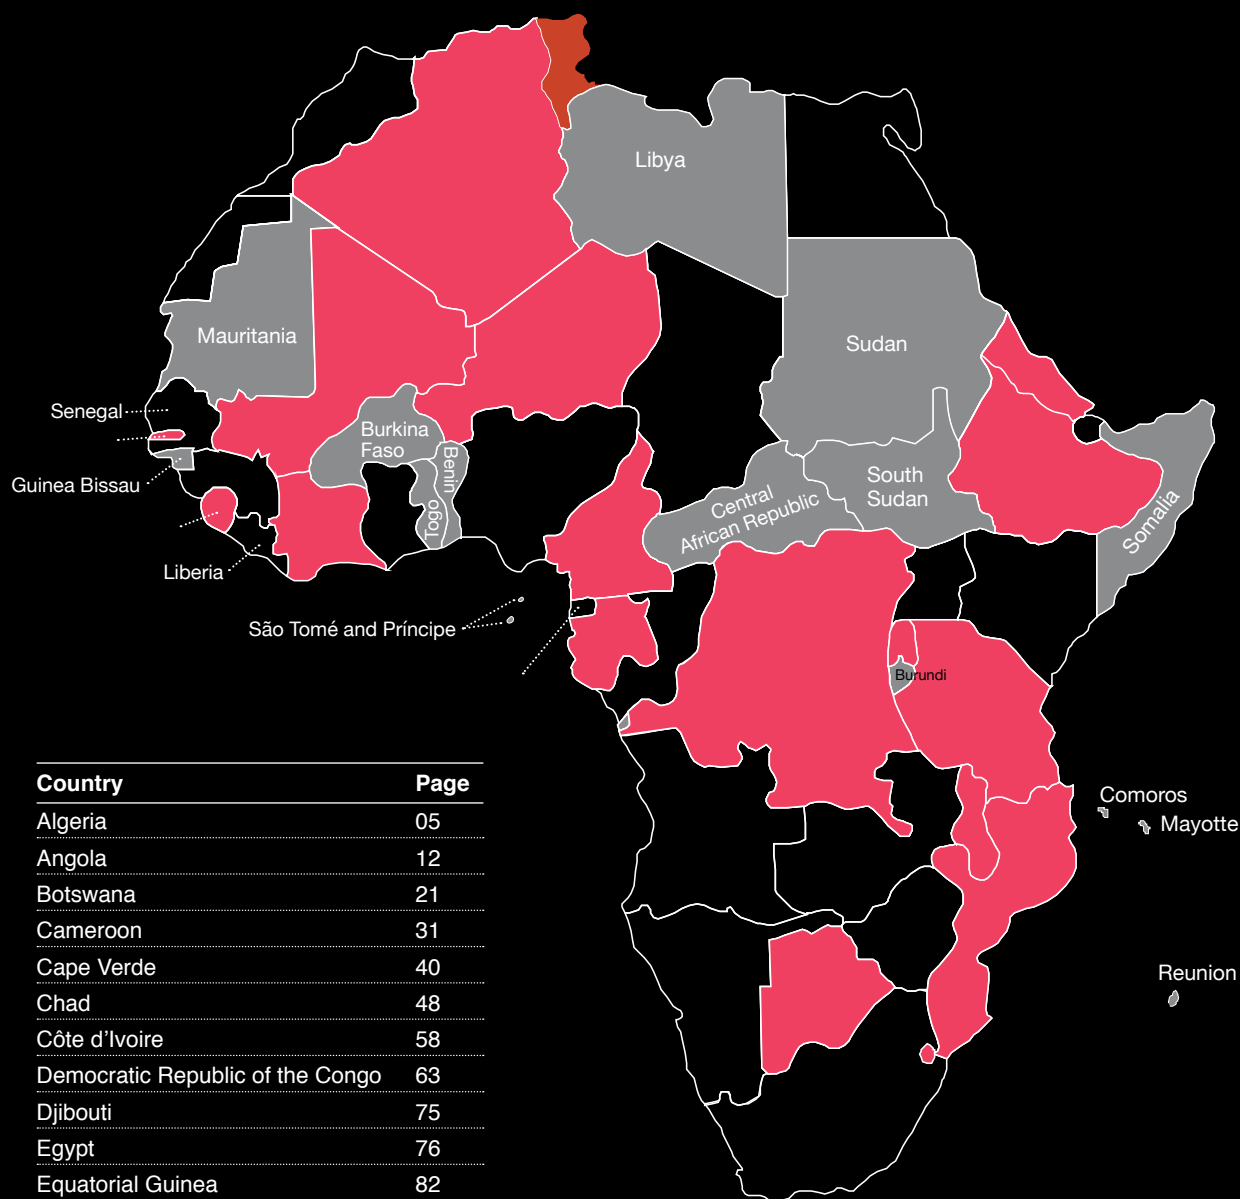 Libya
Mauritania
Sudan
Senegal
Burkina
Faso
Benin
Togo
Guinea Bissau
South
Sudan
Central
African Republic
Somalia
Liberia
São Tomé and Príncipe
Burundi
Comoros
Mayotte
Reunion
Country Page
Algeria 05
Angola 12
Botswana 21
Cameroon 31
Cape Verde 40
Chad 48
Côte d’Ivoire 58
Democratic Republic of the Congo 63
Djibouti 75
Egypt 76
Equatorial Guinea 82